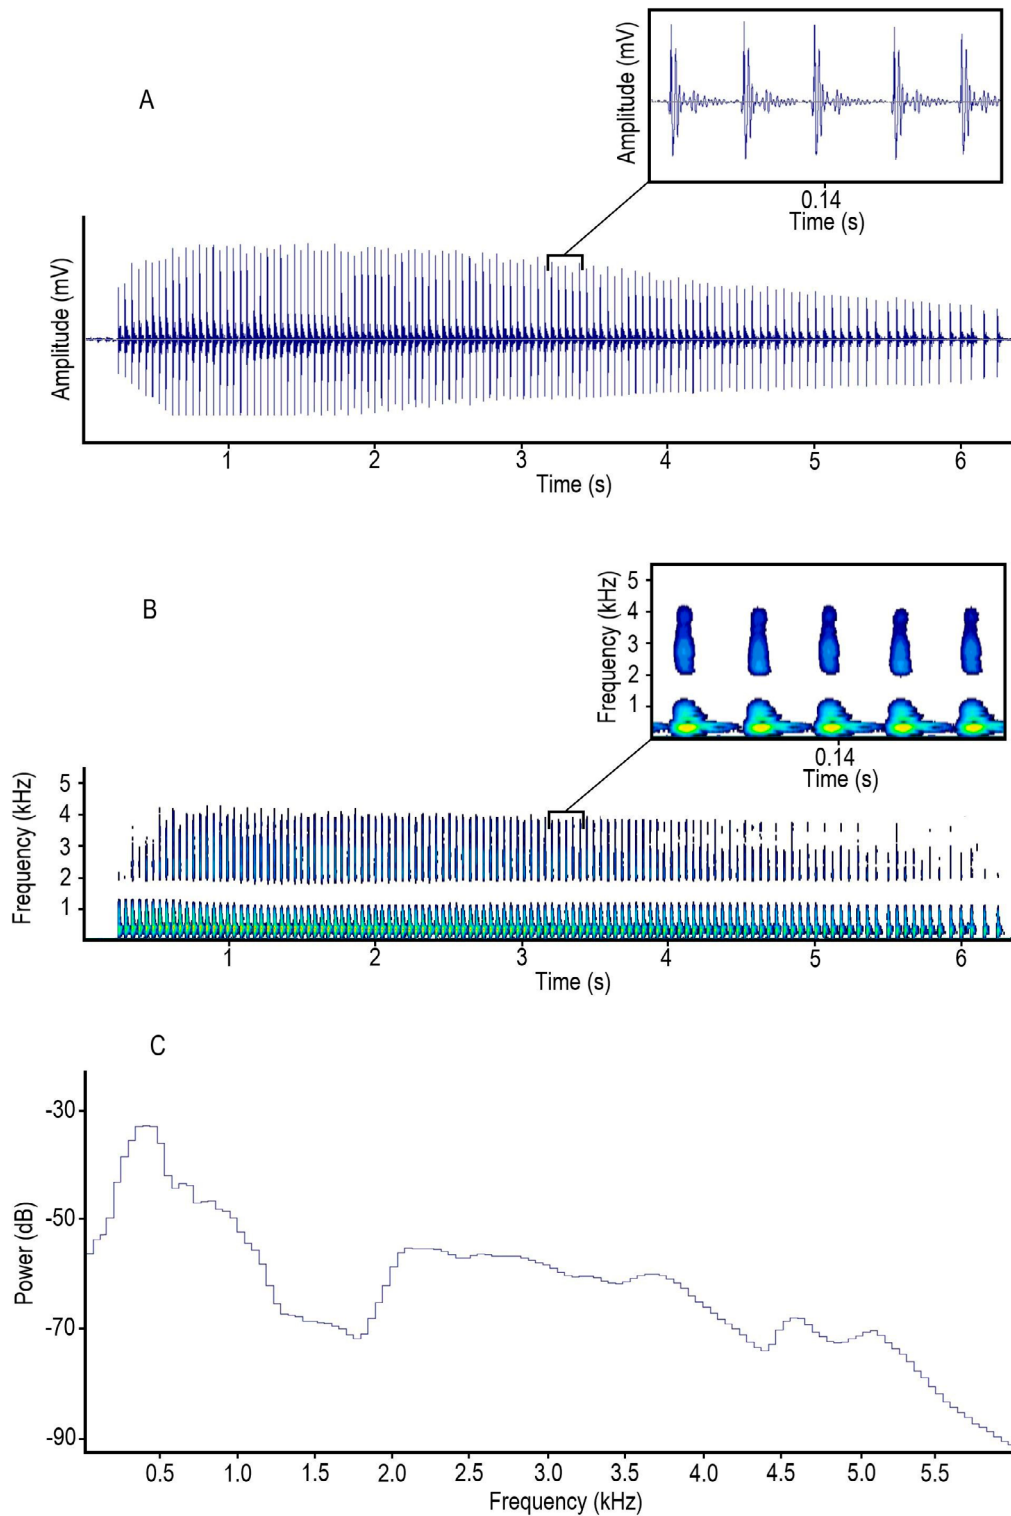 A
Amplitude (mV)
0.14
Time (s)
Amplitude (mV)
1 2 3 4 5 6
Time (s)
B
Frequency (kHz)
5
4
3
2
1
0.14
Time (s)
Frequency (kHz)
5
4
3
2
1
1 2 3 4 5 6
Time (s)
C
Power (dB)
-30
-50
-70
-90
0.5 1.0 1.5 2.0 2.5 3.0 3.5 4.0 4.5 5.0 5.5
Frequency (kHz)